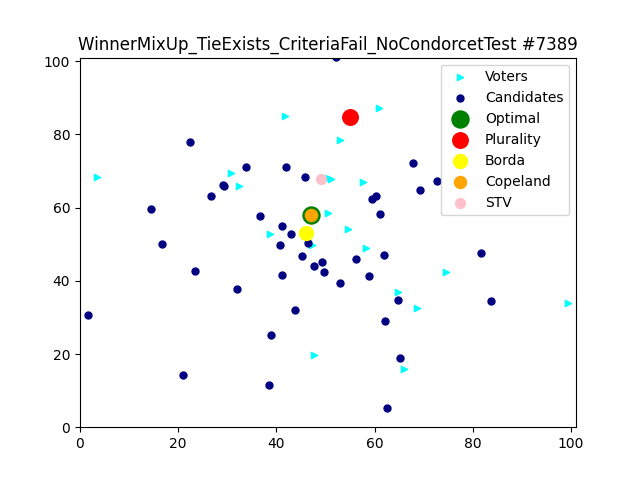 WinnerMixUp_TieExists_CriteriaFail_NoCondorcetTest #7389
Voters
Candidates
Optimal
Plurality
Borda
Copeland
STV
100
80
60
40
20
0
0 20 40 60 80 100